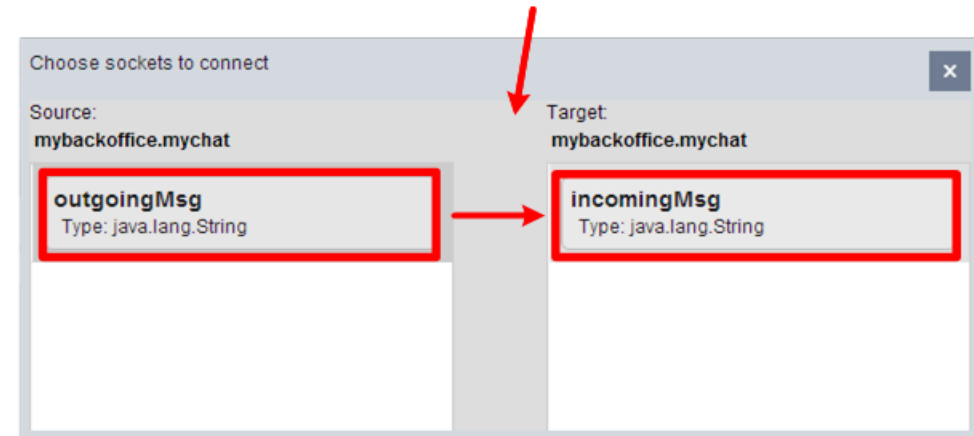 Choose sockets to connect
x
Source:
mybackoffice.mychat
Target:
mybackoffice.mychat
outgoingMsg
Type: java.lang.String
incomingMsg
Type: java.lang.String